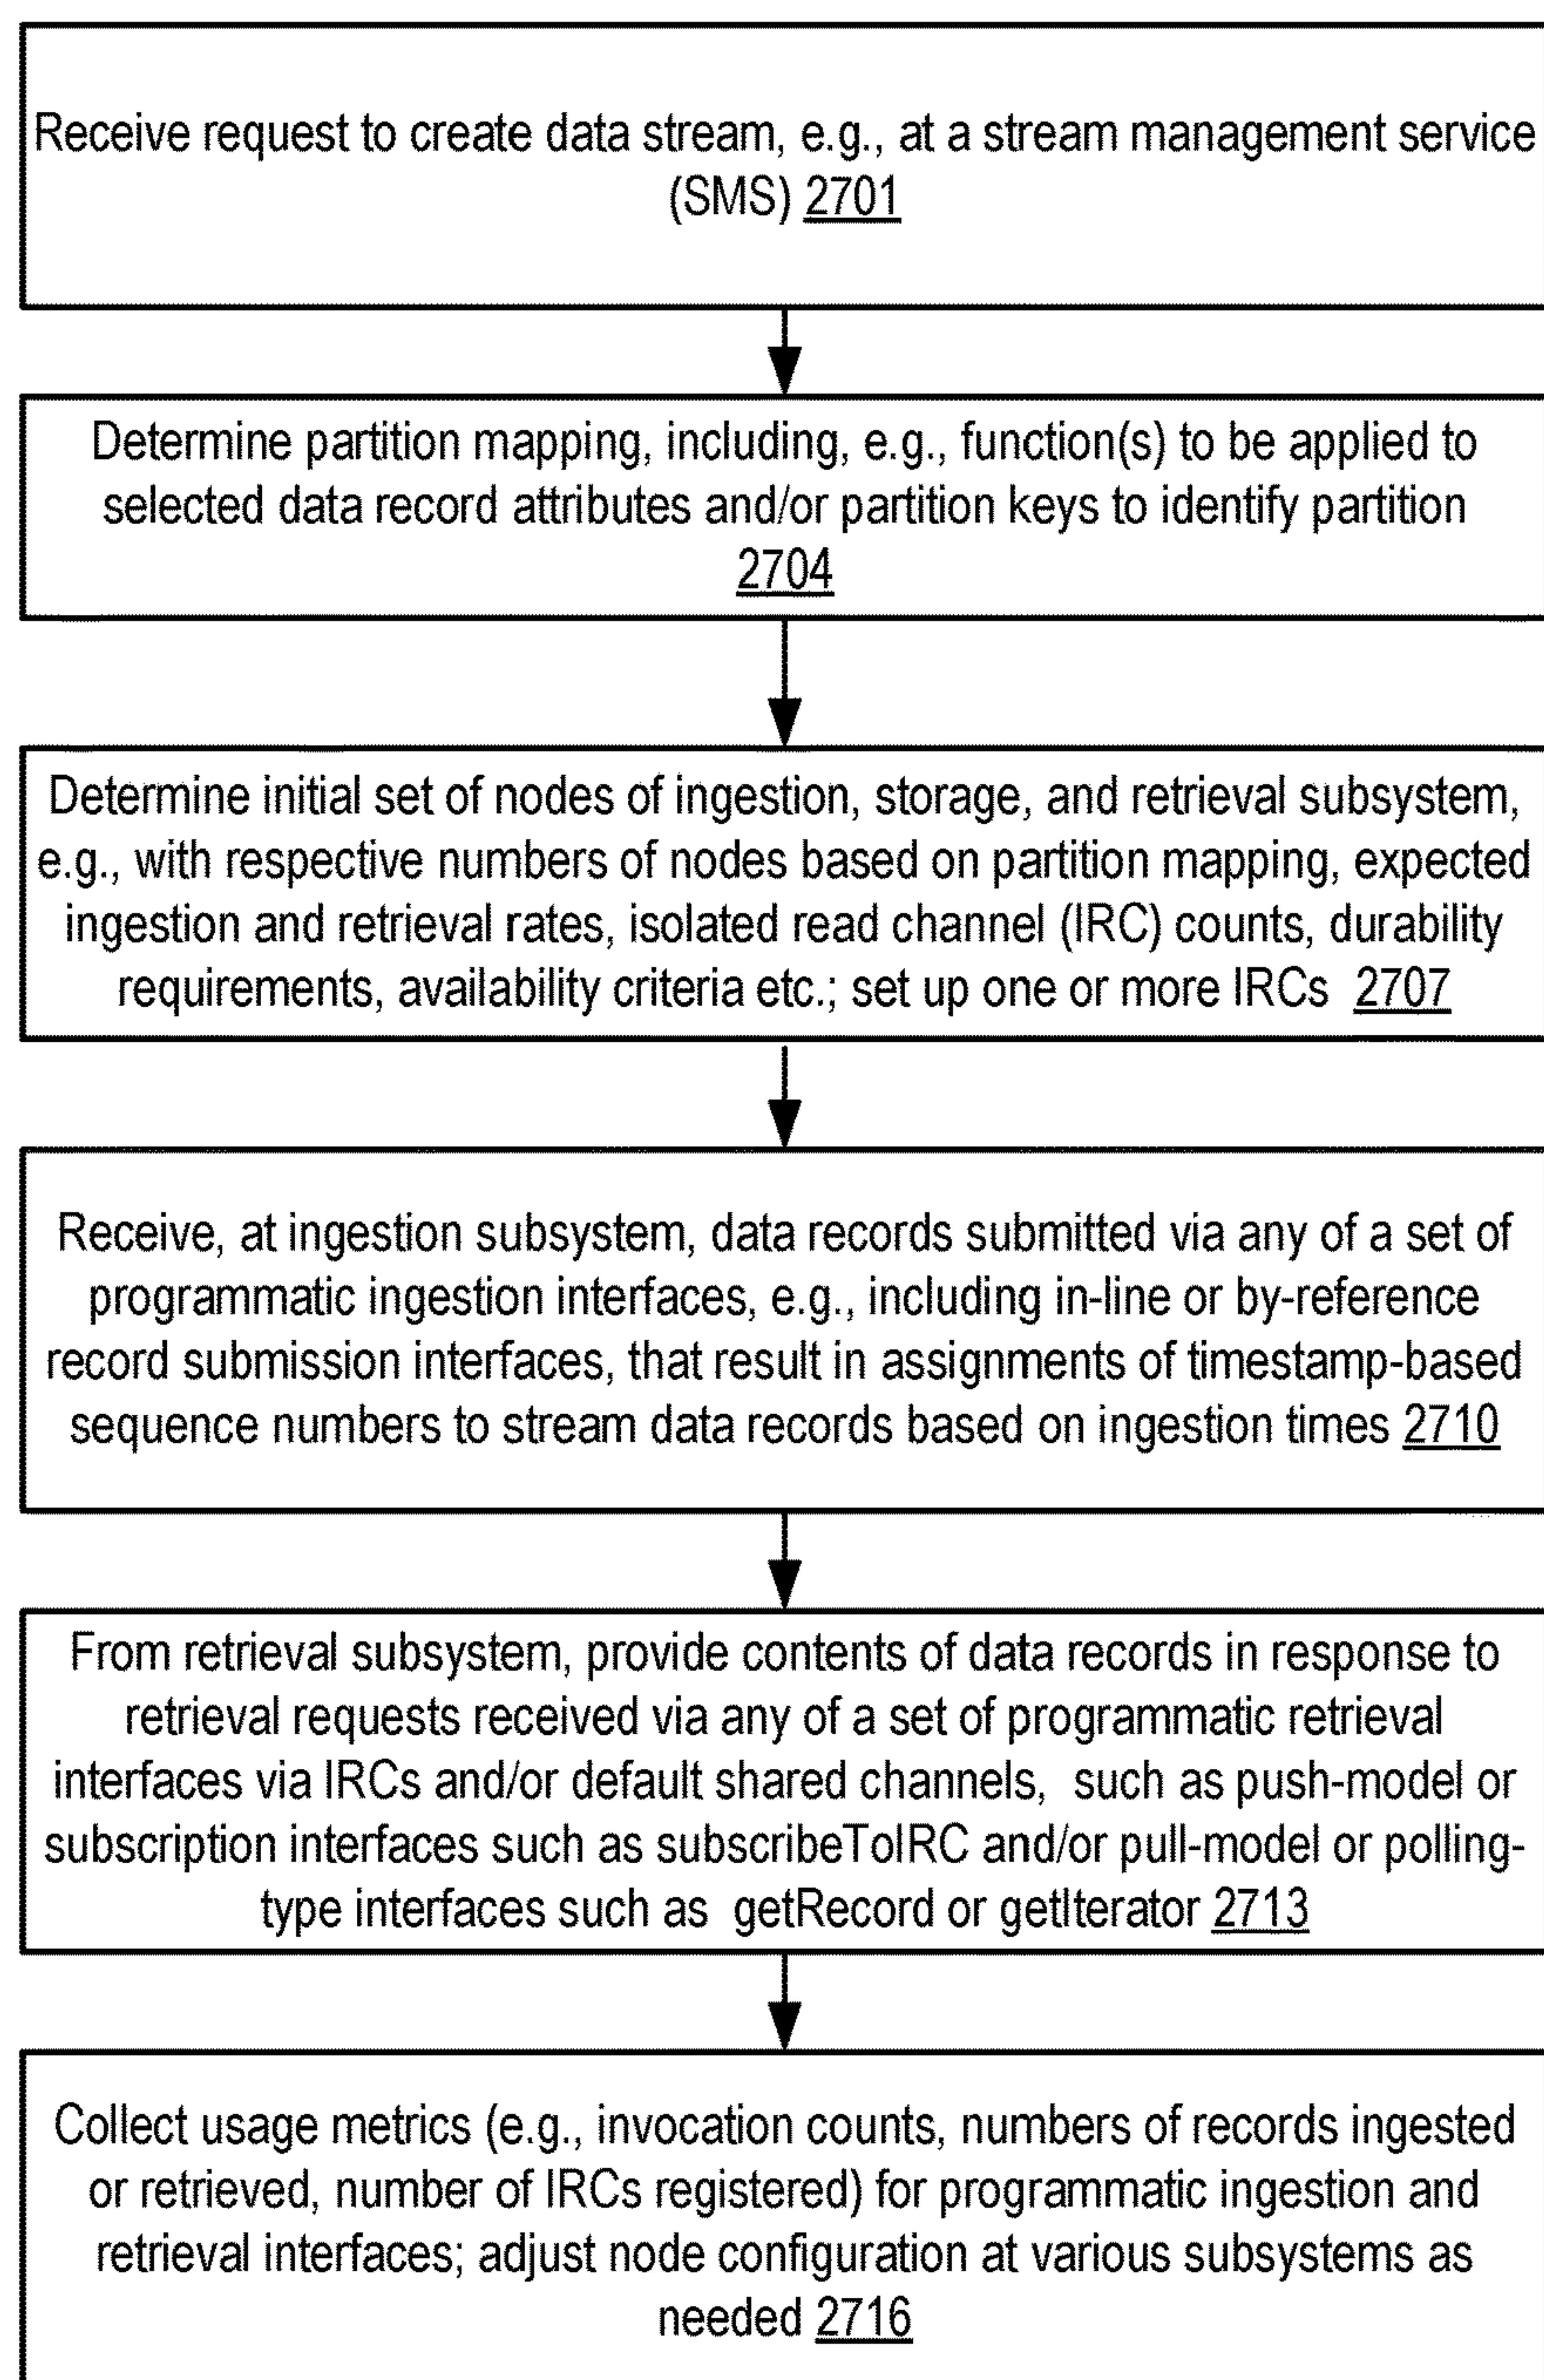 Receive request to create data stream, e.g., at a stream management service
(SMS) 2701
Determine partition mapping, including, e.g., function(s) to be applied to
selected data record attributes and/or partition keys to identify partition
2704
Determine initial set of nodes of ingestion, storage, and retrieval subsystem,
e.g., with respective numbers of nodes based on partition mapping, expected
ingestion and retrieval rates, isolated read channel (IRC) counts, durability
requirements, availability criteria etc.; set up one or more IRCs 2707
Receive, at ingestion subsystem, data records submitted via any of a set of
programmatic ingestion interfaces, e.g., including in-line or by-reference
record submission interfaces, that result in assignments of timestamp-based
sequence numbers to stream data records based on ingestion times 2710
From retrieval subsystem, provide contents of data records in response to
retrieval requests received via any of a set of programmatic retrieval
interfaces via IRCs and/or default shared channels, such as push-model or
subscription interfaces such as subscribeToIRC and/or pull-model or polling-
type interfaces such as getRecord or getIterator 2713
Collect usage metrics (e.g., invocation counts, numbers of records ingested
or retrieved, number of IRCs registered) for programmatic ingestion and
retrieval interfaces; adjust node configuration at various subsystems as
needed 2716